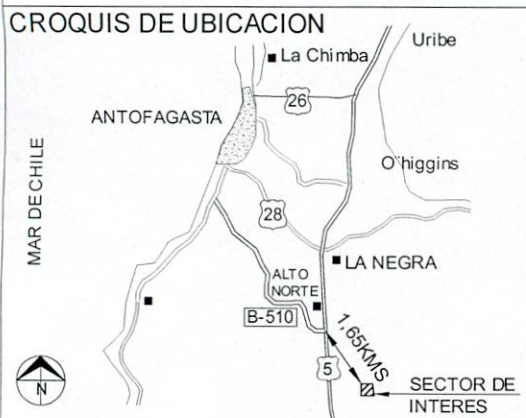 CROQUIS DE UBICACION
Uribe
La Chimba
26
ANTOFAGASTA
MAR DE CHILE
O'higgins
28
LA NEGRA
ALTO
NORTE
B-510
1,65KMS
5
N
SECTOR DE
INTERES